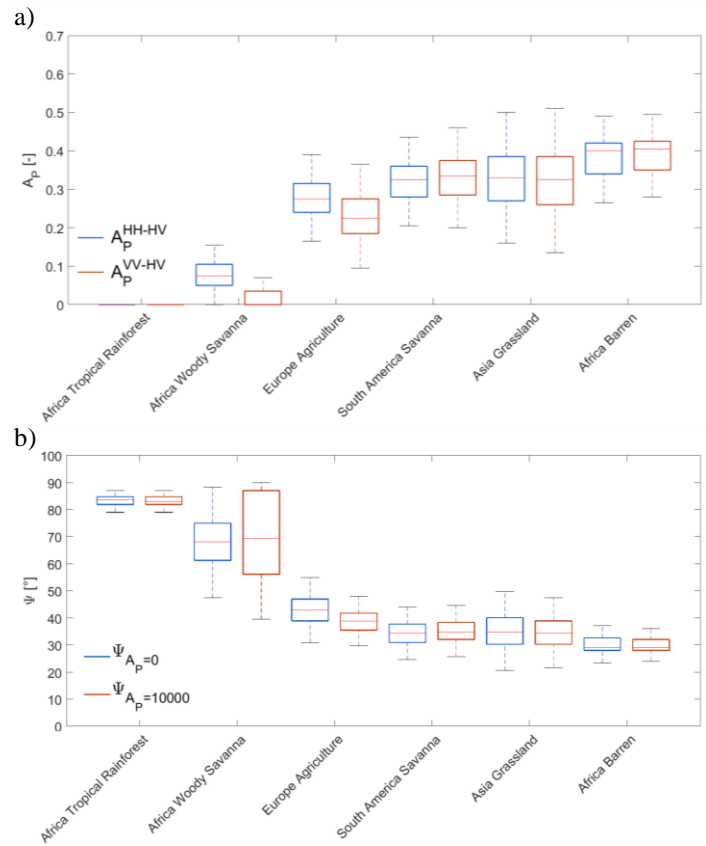 a)
0.7
0.6
0.5
0.4
0.3
0.2
0.1
0
A_P [-]
A_P^HH-HV
A_P^VV-HV
Africa Tropical Rainforest
Africa Woody Savanna
Europe Agriculture
South America Savanna
Asia Grassland
Africa Barren
b)
100
90
80
70
60
50
40
30
20
10
0
Ψ [°]
Ψ_A_P=0
Ψ_A_P=10000
Africa Tropical Rainforest
Africa Woody Savanna
Europe Agriculture
South America Savanna
Asia Grassland
Africa Barren